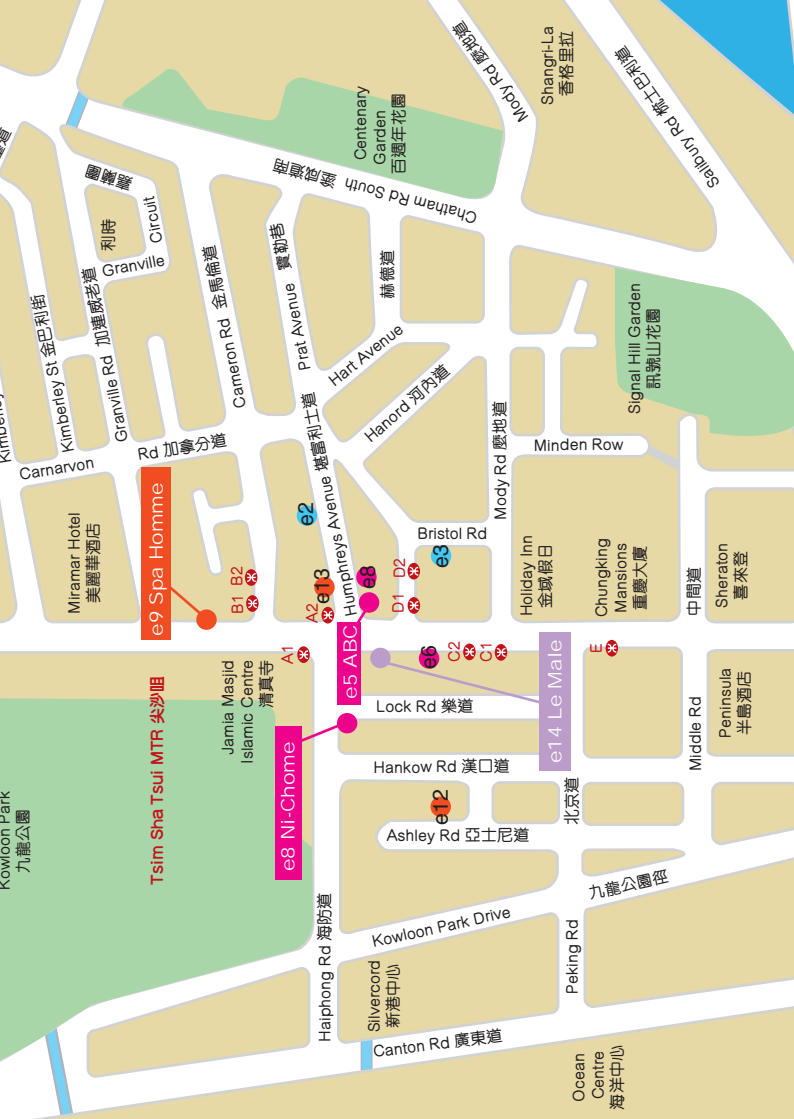 Mody Rd 麼地道
Shangri-La
香格里拉
Salibury Rd 梳士巴利道
Centenary
Garden
百週年花園
Chatham Rd South
嘉蘭圍
利時
Granville
Circuit
赫德道
Signal Hill Garden
訊號山花園
Kimberley
Kimberley St 金巴利街
Granville Rd 加連威老道
Cameron Rd 金馬倫道
Prat Avenue 寶勒巷
Hart Avenue
Hanord 河內道
Carnarvon
Rd 加拿分道
Humphreys Avenue 堪富利士道
Mody Rd 麼地道
Minden Row
Bristol Rd
Miramar Hotel
美麗華酒店
e9 Spa Homme
B1
B2
e2
e13
A2
e8
D1
D2
e3
Holiday Inn
金域假日
Chungking
Mansions
重慶大廈
中間道
Sheraton
喜來登
Kowloon Park
九龍公園
Tsim Sha Tsui MTR 尖沙咀
Jamia Masjid
Islamic Centre
清真寺
A1
e5 ABC
e6
C2
C1
E
e8 Ni-Chome
e14 Le Male
Lock Rd 樂道
Hankow Rd 漢口道
e12
Ashley Rd 亞士尼道
北京道
Middle Rd
Peninsula
半島酒店
Haiphong Rd 海防道
Kowloon Park Drive
九龍公園徑
Silvercord
新港中心
Peking Rd
Canton Rd 廣東道
Ocean
Centre
海洋中心